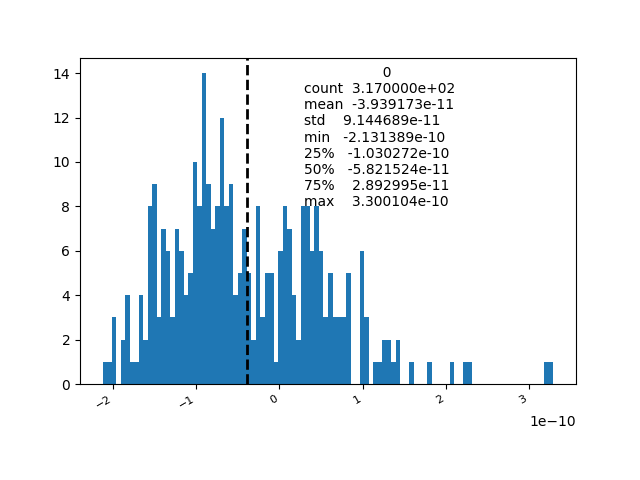 0
count  3.170000e+02
mean  -3.939173e-11
std    9.144689e-11
min   -2.131389e-10
25%   -1.030272e-10
50%   -5.821524e-11
75%    2.892995e-11
max    3.300104e-10
14
12
10
8
6
4
2
0
−2 −1 0 1 2 3
1e−10